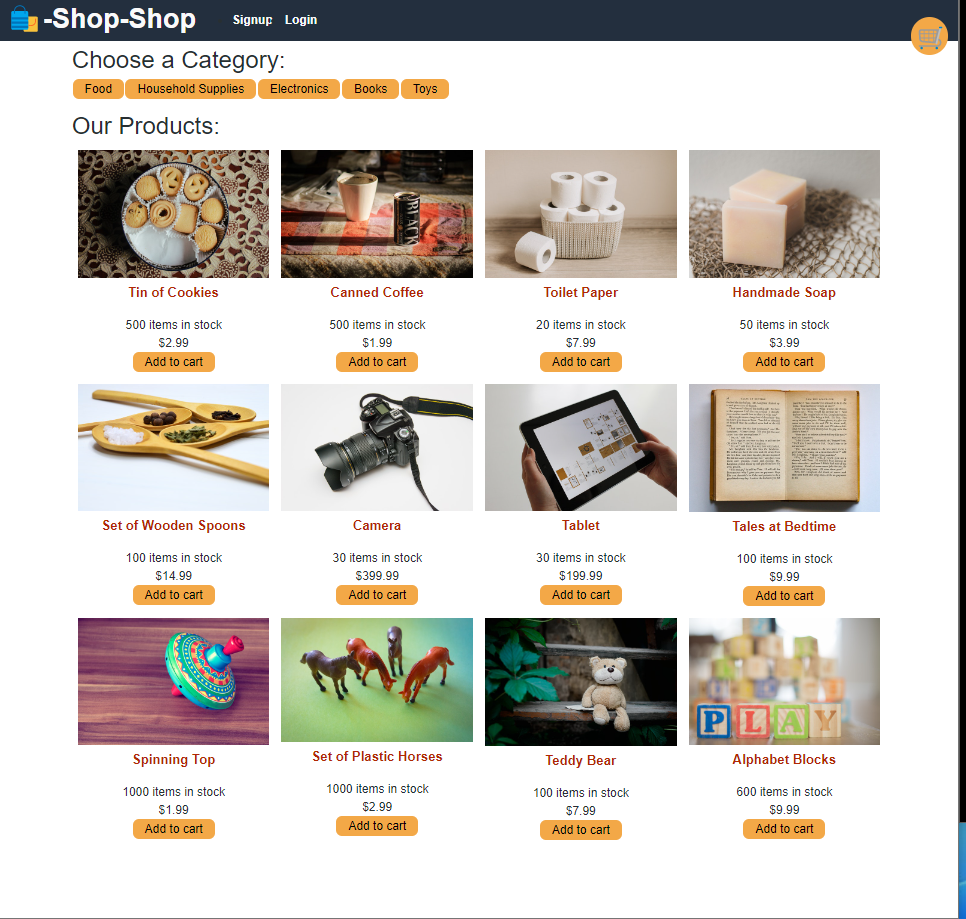 -Shop-Shop Signup Login
Choose a Category:
Food Household Supplies Electronics Books Toys
Our Products:
BLACK
Tin of Cookies Canned Coffee Toilet Paper Handmade Soap
500 items in stock 500 items in stock 20 items in stock 50 items in stock
$2.99 $1.99 $7.99 $3.99
Add to cart Add to cart Add to cart Add to cart
Set of Wooden Spoons Camera Tablet Tales at Bedtime
100 items in stock 30 items in stock 30 items in stock 100 items in stock
$14.99 $399.99 $199.99 $9.99
Add to cart Add to cart Add to cart Add to cart
PLAY
Spinning Top Set of Plastic Horses Teddy Bear Alphabet Blocks
1000 items in stock 1000 items in stock 100 items in stock 600 items in stock
$1.99 $2.99 $7.99 $9.99
Add to cart Add to cart Add to cart Add to cart